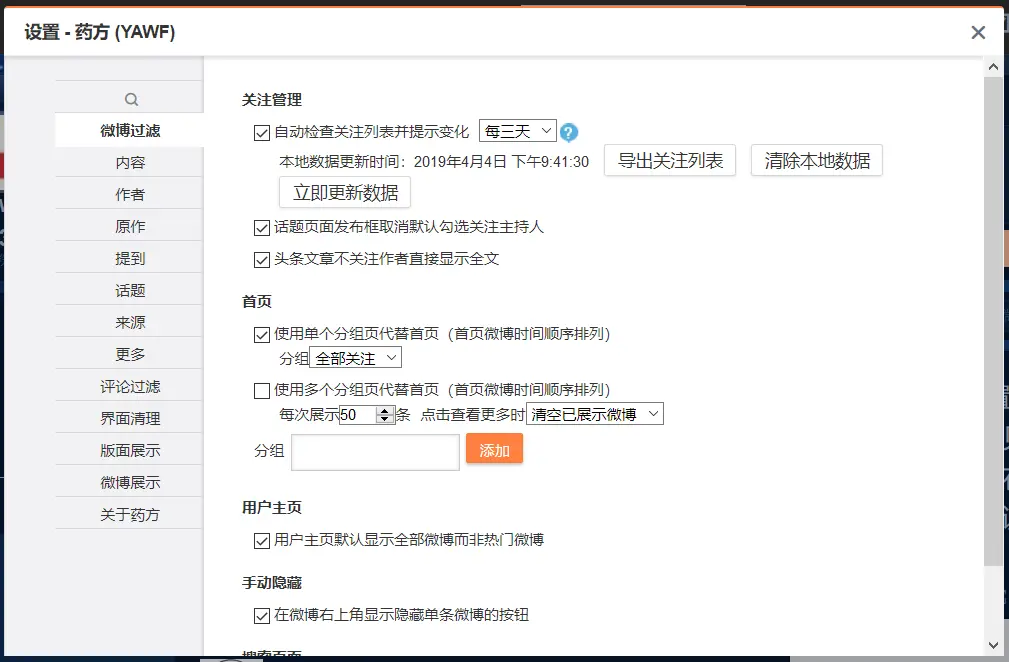 设置 - 药方 (YAWF)
微博过滤
内容
作者
原作
提到
话题
来源
更多
评论过滤
界面清理
版面展示
微博展示
关于药方
关注管理
自动检查关注列表并提示变化 每三天 ?
本地数据更新时间：2019年4月4日 下午9:41:30 导出关注列表 清除本地数据
立即更新数据
话题页面发布框取消默认勾选关注主持人
头条文章不关注作者直接显示全文
首页
使用单个分组页代替首页（首页微博时间顺序排列）
分组 全部关注
使用多个分组页代替首页（首页微博时间顺序排列）
每次展示 50 条 点击查看更多时 清空已展示微博
分组 添加
用户主页
用户主页默认显示全部微博而非热门微博
手动隐藏
在微博右上角显示隐藏单条微博的按钮